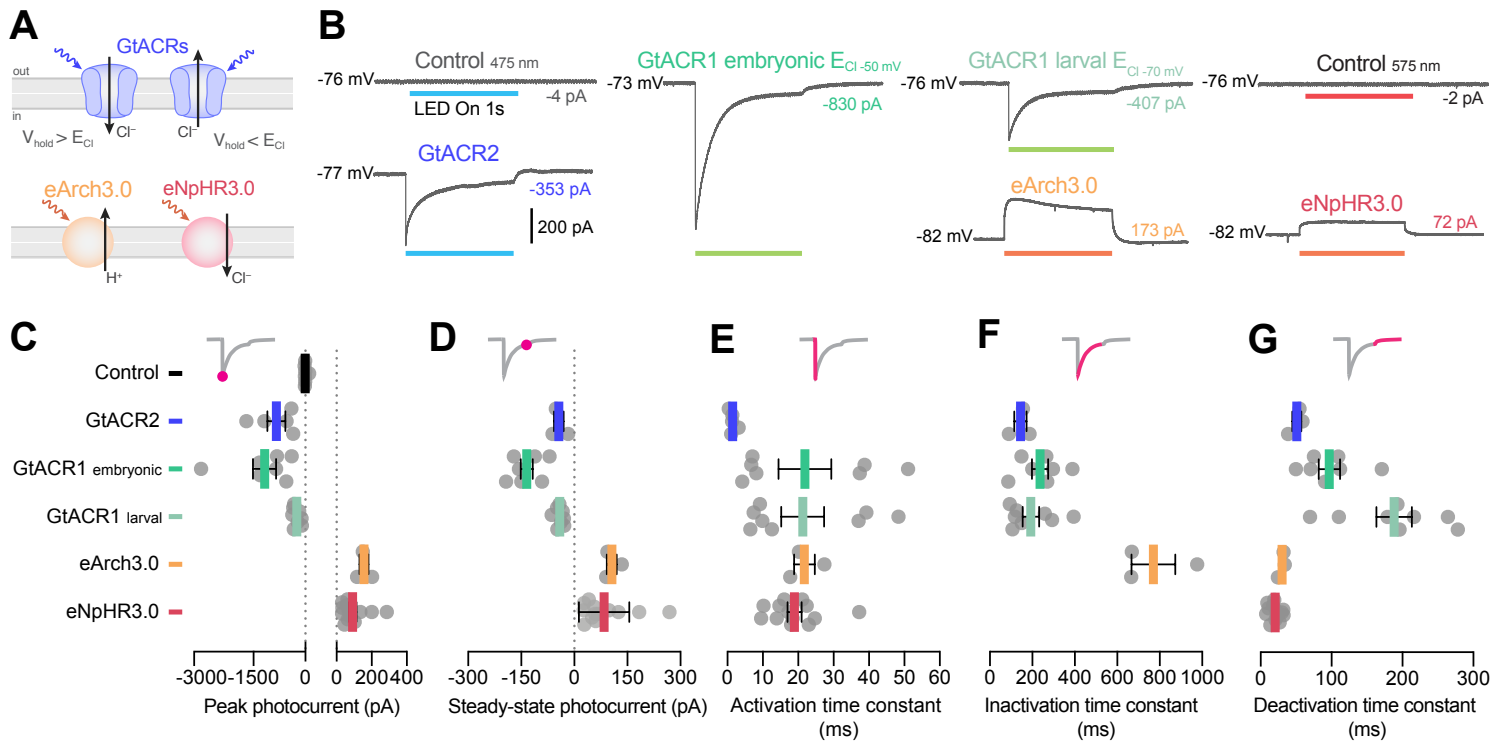 A
GtACRs
out
in
Cl⁻
Cl⁻
V hold > E Cl
V hold < E Cl
eArch3.0
eNpHR3.0
H⁺
Cl⁻
B
Control 475 nm
-76 mV
-4 pA
LED On 1s
GtACR2
-77 mV
-353 pA
200 pA
GtACR1 embryonic E Cl -50 mV
-73 mV
-830 pA
GtACR1 larval E Cl -70 mV
-76 mV
-407 pA
eArch3.0
-82 mV
173 pA
Control 575 nm
-76 mV
-2 pA
eNpHR3.0
-82 mV
72 pA
C
Control
GtACR2
GtACR1 embryonic
GtACR1 larval
eArch3.0
eNpHR3.0
-3000 -1500 0 0 200 400
Peak photocurrent (pA)
D
-300 -150 0 150 300
Steady-state photocurrent (pA)
E
0 10 20 30 40 50 60
Activation time constant
(ms)
F
0 200 400 600 800 1000
Inactivation time constant
(ms)
G
0 100 200 300
Deactivation time constant
(ms)